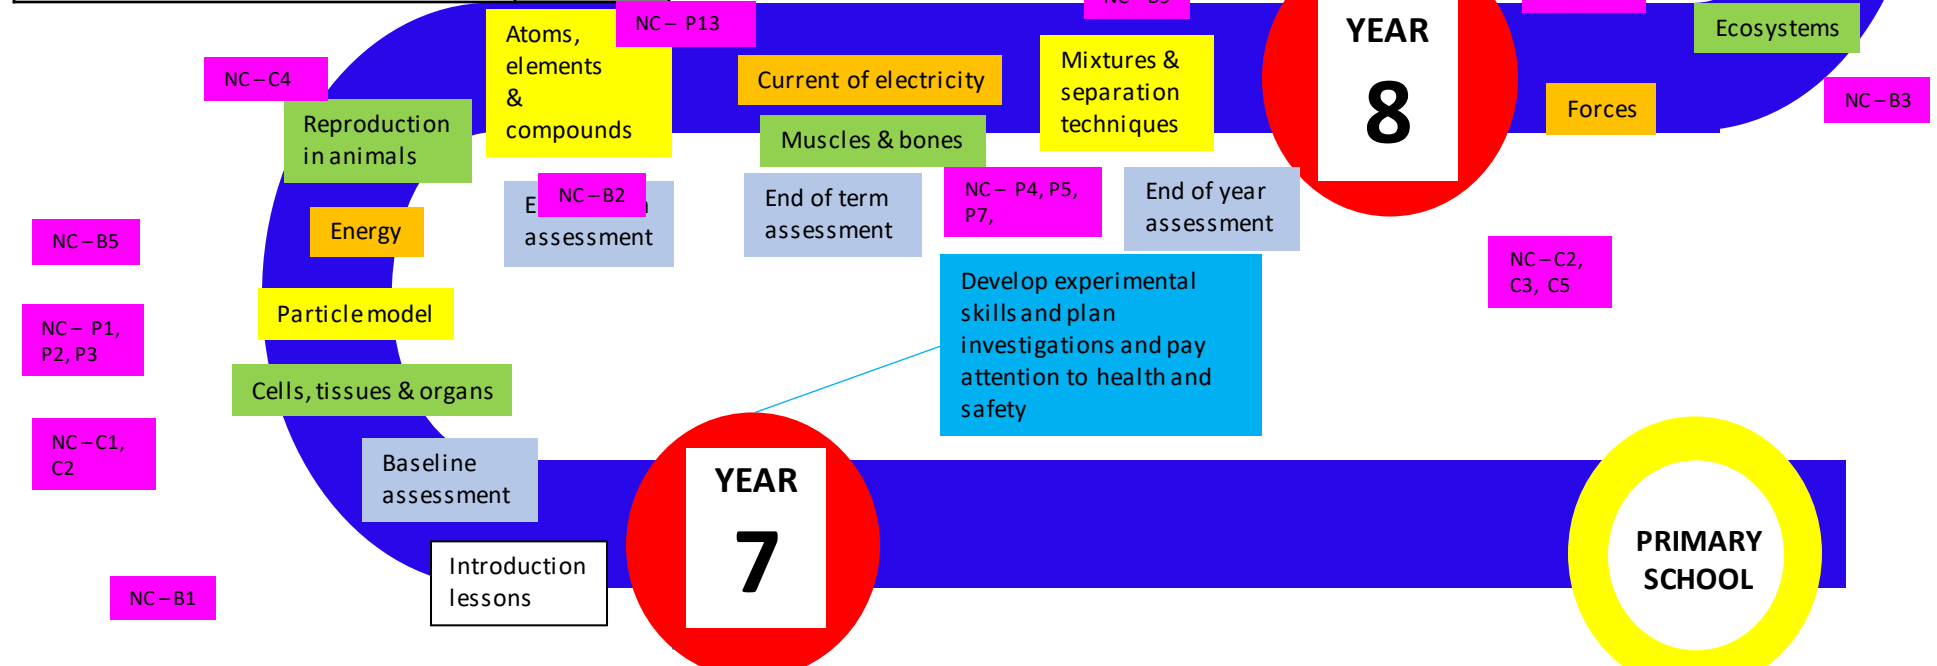 NC – P13
Atoms,
elements
&
compounds
NC – C4
Reproduction
in animals
Current of electricity
Muscles & bones
Mixtures &
separation
techniques
YEAR
8
Forces
Ecosystems
NC – B3
NC – B2
assessment
End of term
assessment
NC – P4, P5,
P7,
End of year
assessment
NC – C2,
C3, C5
NC – B5
Energy
NC – P1,
P2, P3
Particle model
Cells, tissues & organs
NC – C1,
C2
Develop experimental
skills and plan
investigations and pay
attention to health and
safety
Baseline
assessment
YEAR
7
Introduction
lessons
NC – B1
PRIMARY
SCHOOL